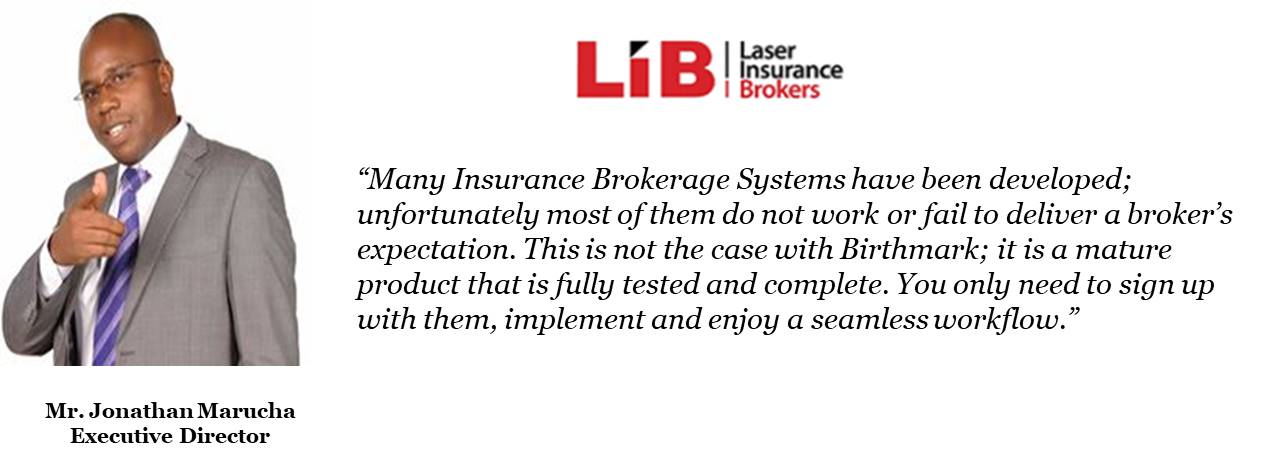 LiB
Laser
Insurance
Brokers
“Many Insurance Brokerage Systems have been developed;
unfortunately most of them do not work or fail to deliver a broker’s
expectation. This is not the case with Birthmark; it is a mature
product that is fully tested and complete. You only need to sign up
with them, implement and enjoy a seamless workflow.”
Mr. Jonathan Marucha
Executive Director